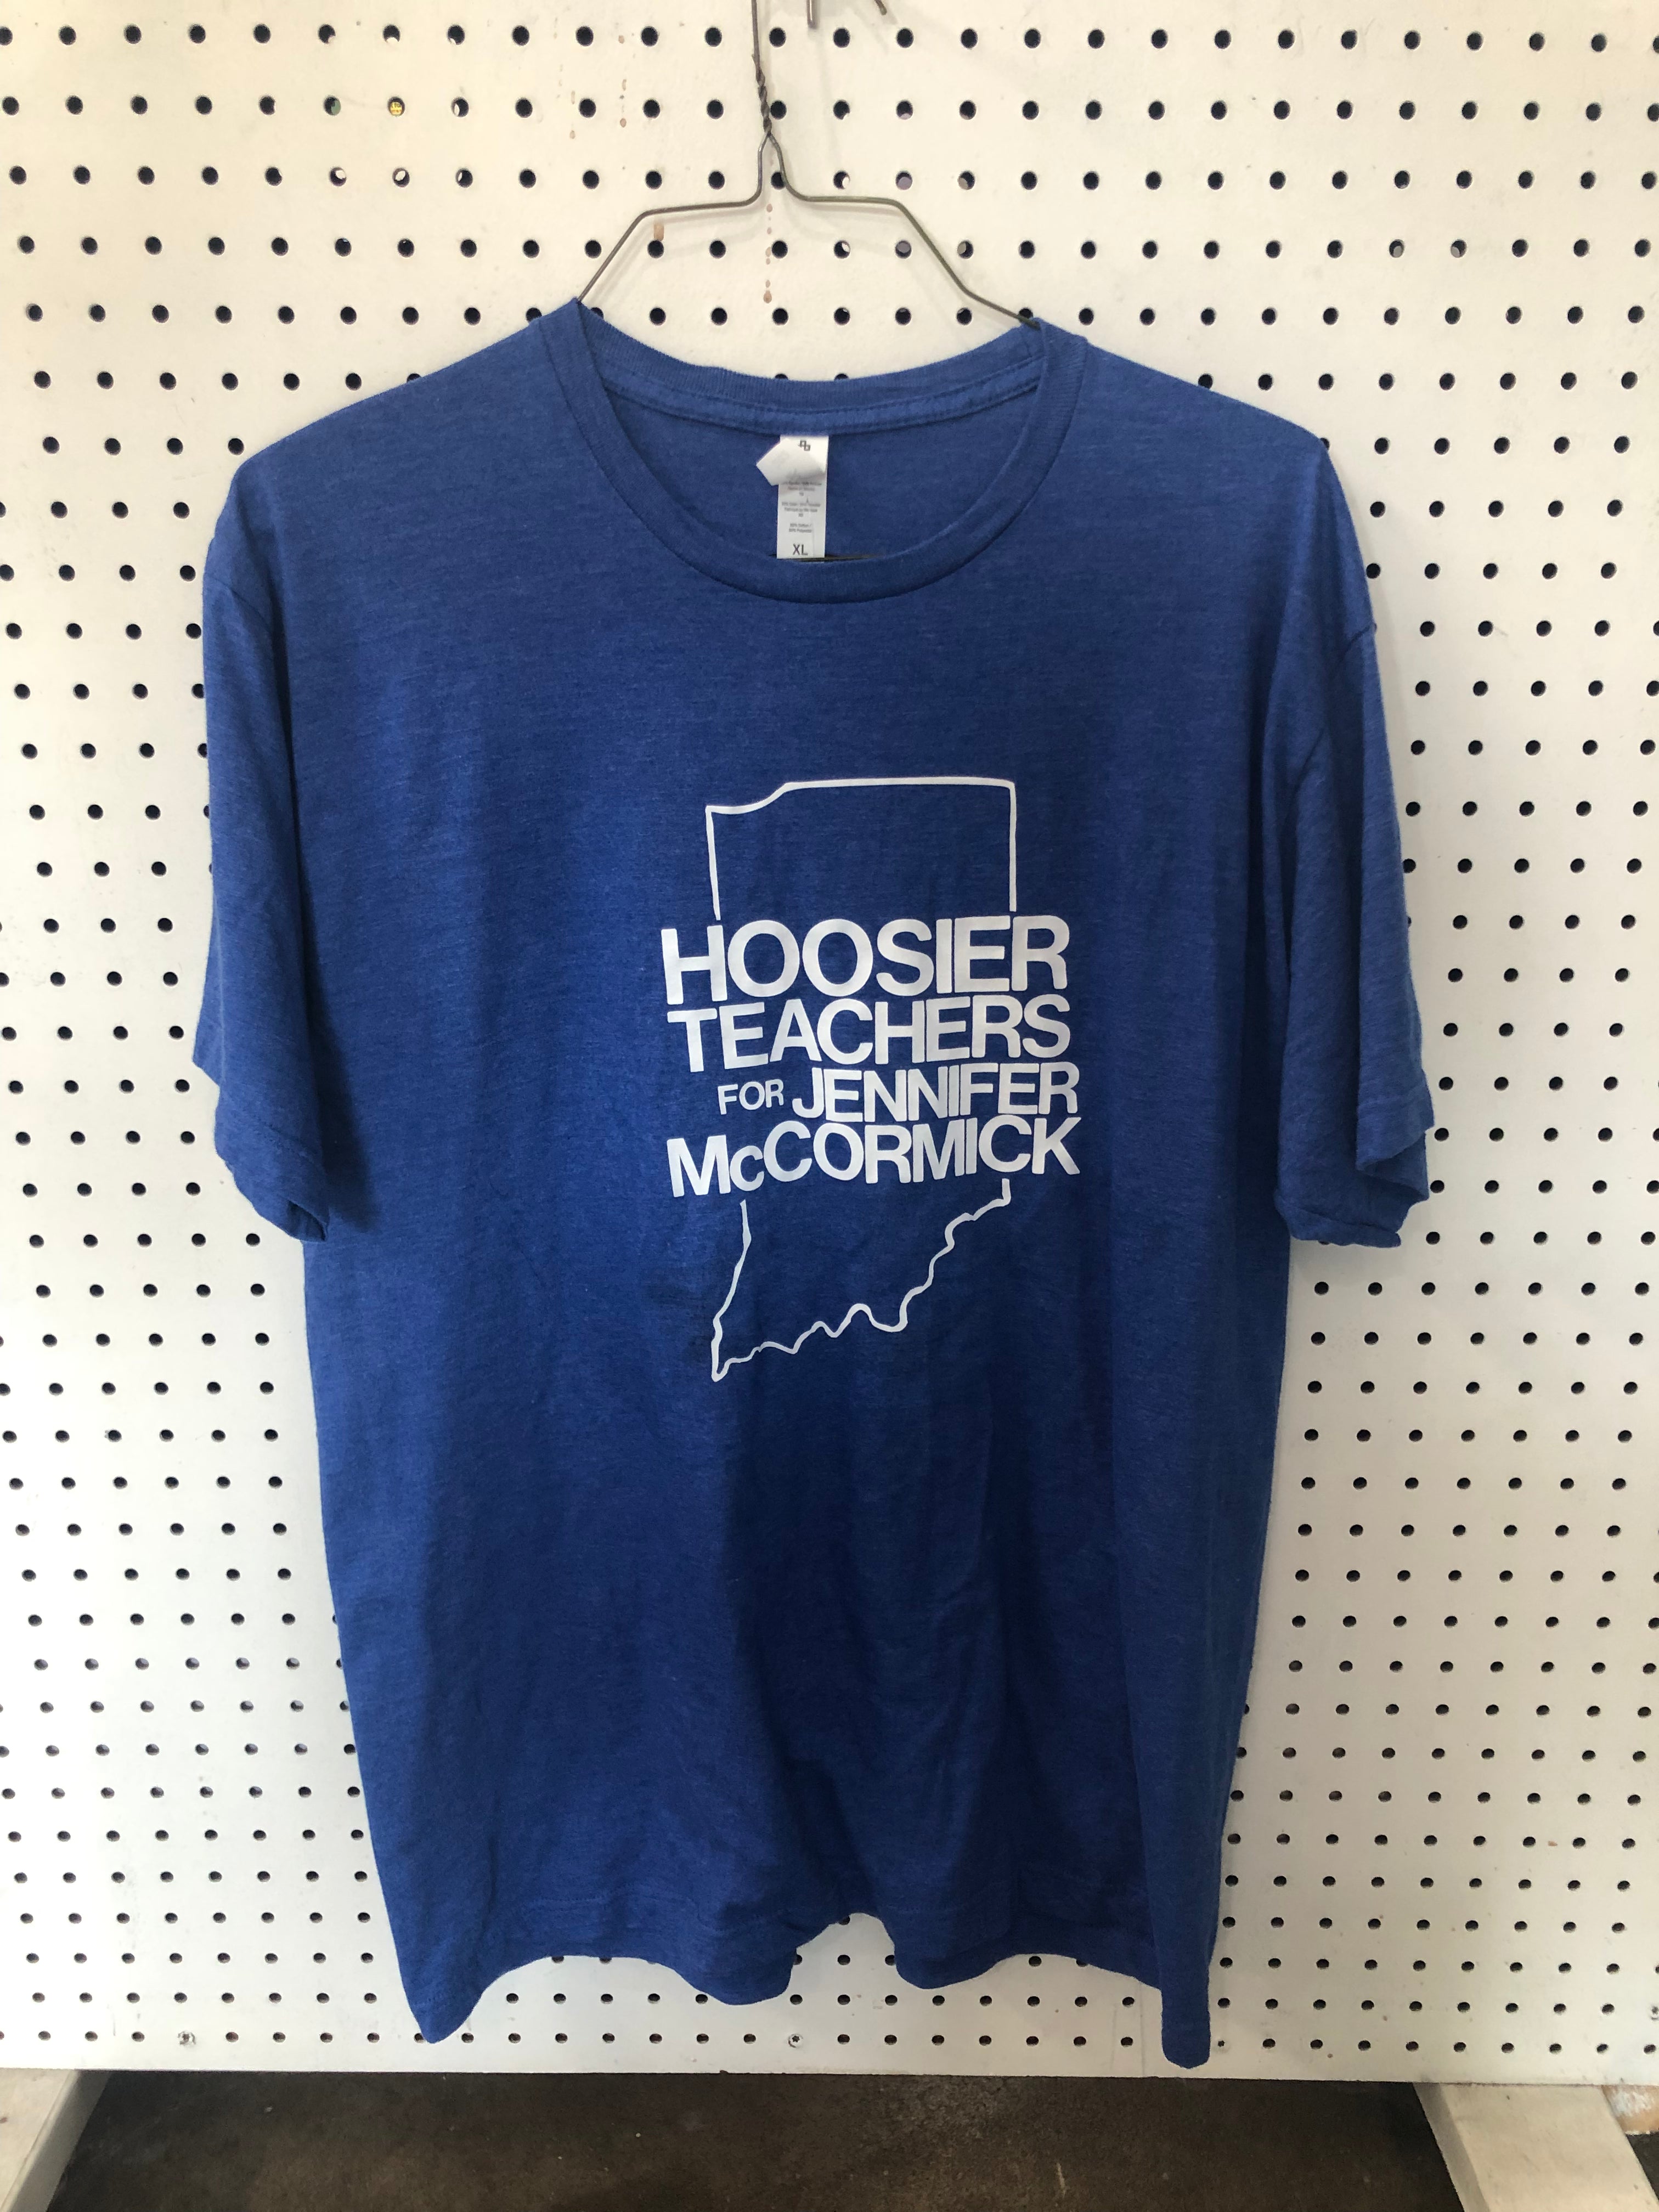 XL
HOOSIER
TEACHERS
FOR JENNIFER
McCORMICK